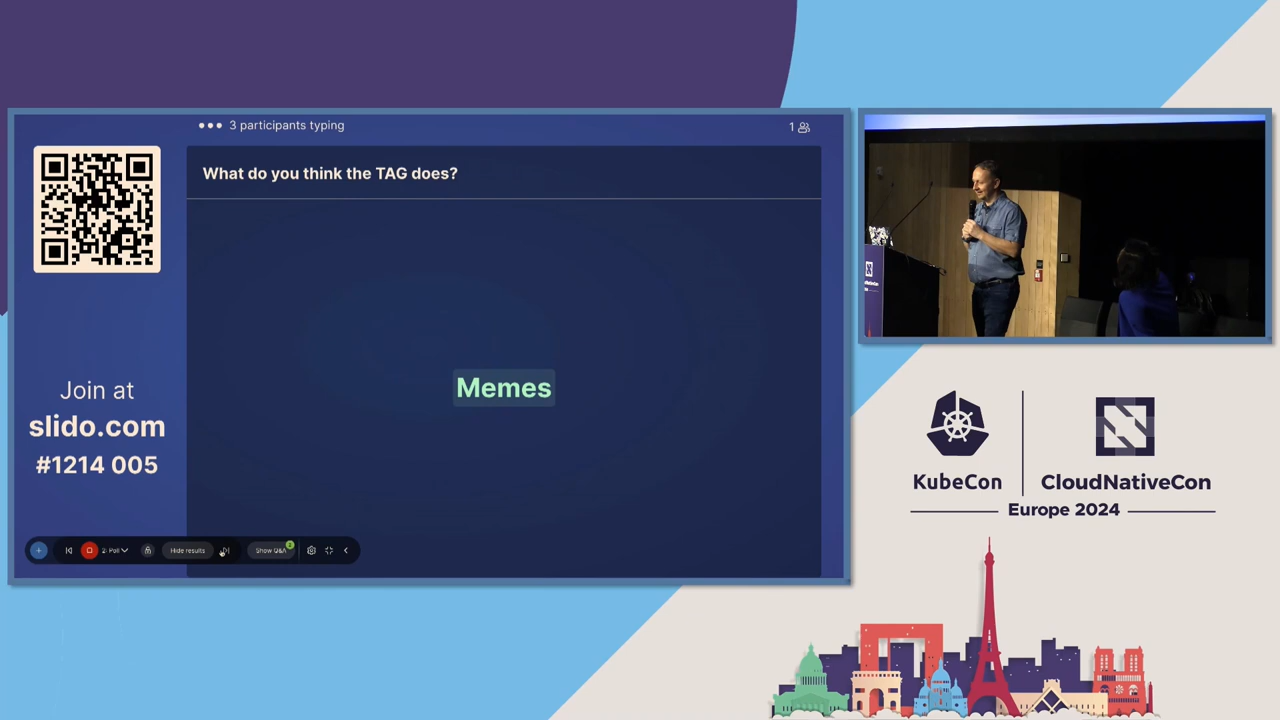 3 participants typing
1
What do you think the TAG does?
Memes
Join at
slido.com
#1214 005
Hide results
Show Q&A
KubeCon
CloudNativeCon
Europe 2024